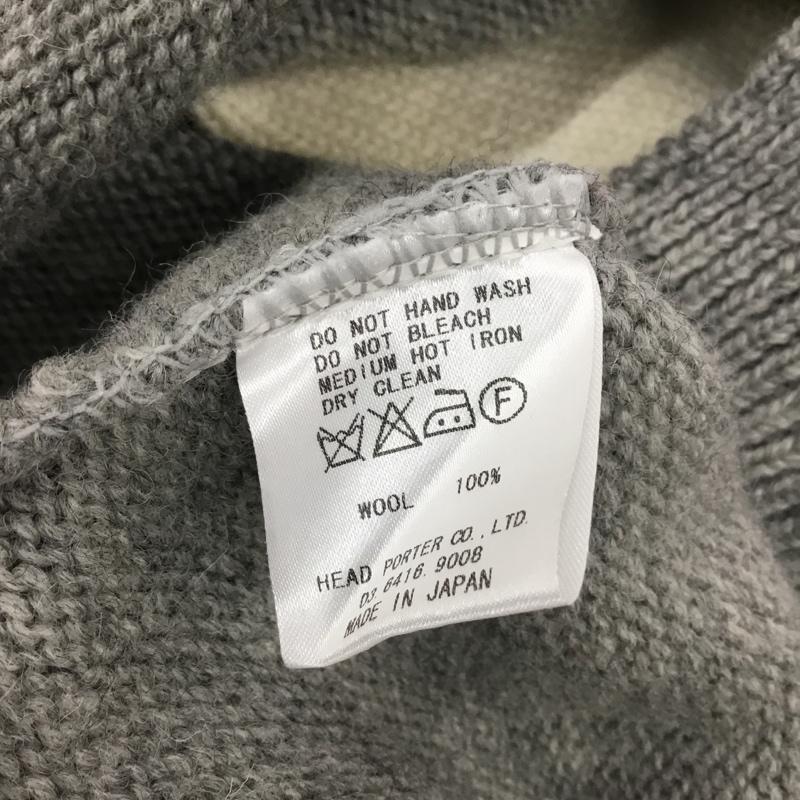 DO NOT HAND WASH
DO NOT BLEACH
MEDIUM HOT IRON
DRY CLEAN
F
WOOL 100%
HEAD PORTER CO., LTD.
03.6416.9008
MADE IN JAPAN